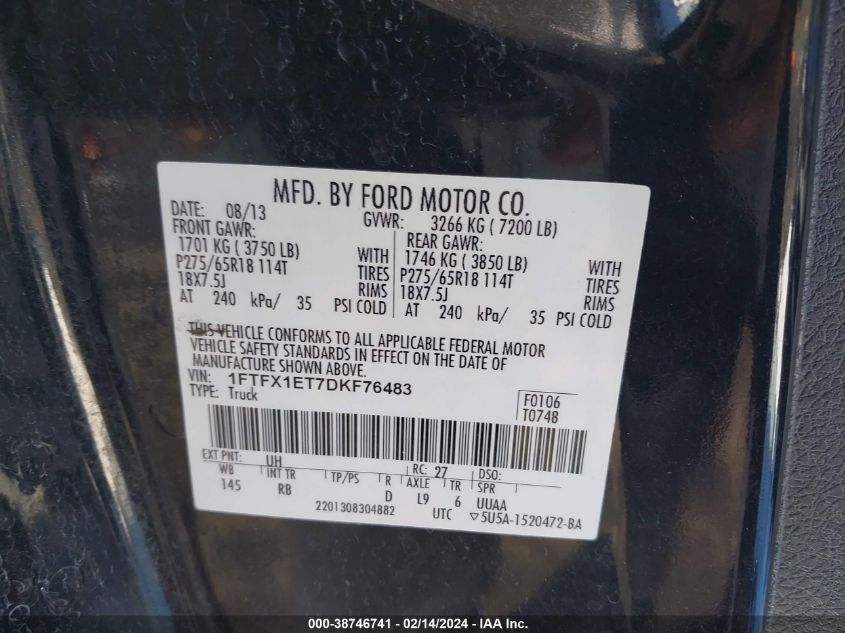 MFD. BY FORD MOTOR CO.
DATE: 08/13 GVWR: 3266 KG ( 7200 LB)
FRONT GAWR: REAR GAWR:
1701 KG ( 3750 LB) WITH 1746 KG ( 3850 LB) WITH
P275/65R18 114T TIRES P275/65R18 114T TIRES
18X7.5J RIMS 18X7.5J RIMS
AT 240 kPa/ 35 PSI COLD AT 240 kPa/ 35 PSI COLD
THIS VEHICLE CONFORMS TO ALL APPLICABLE FEDERAL MOTOR
VEHICLE SAFETY STANDARDS IN EFFECT ON THE DATE OF
MANUFACTURE SHOWN ABOVE.
VIN: 1FTFX1ET7DKF76483
TYPE: Truck
F0106
T0748
EXT PNT: UH RC: 27 DSO:
WB INT TR TP/PS R AXLE TR SPR
145 RB D L9 6 UUAA
2201308304882 UTC ▽5U5A-1520472-BA
000-38746741 - 02/14/2024 - IAA Inc.